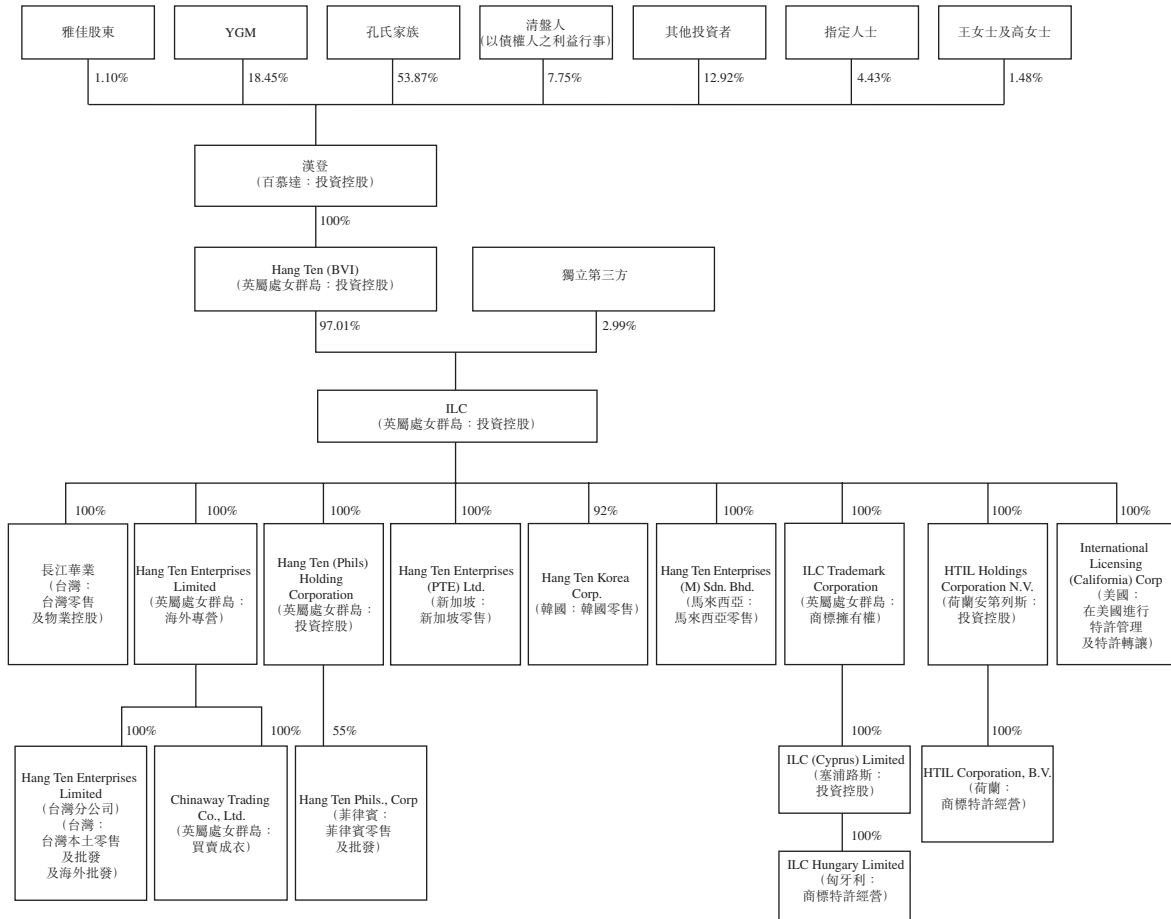 雅佳股東
YGM
孔氏家族
清盤人
(以債權人之利益行事)
其他投資者
指定人士
王女士及高女士
1.10%
18.45%
53.87%
7.75%
12.92%
4.43%
1.48%
漢登
(百慕達：投資控股)
100%
Hang Ten (BVI)
(英屬處女群島：投資控股)
獨立第三方
97.01%
2.99%
ILC
(英屬處女群島：投資控股)
100%
100%
100%
100%
92%
100%
100%
100%
100%
長江華業
(台灣：
台灣零售
及物業控股)
Hang Ten Enterprises
Limited
(英屬處女群島：
海外專營)
Hang Ten (Phils)
Holding
Corporation
(英屬處女群島：
投資控股)
Hang Ten Enterprises
(PTE) Ltd.
(新加坡：
新加坡零售)
Hang Ten Korea
Corp.
(韓國：韓國零售)
Hang Ten Enterprises
(M) Sdn. Bhd.
(馬來西亞：
馬來西亞零售)
ILC Trademark
Corporation
(英屬處女群島：
商標擁有權)
HTIL Holdings
Corporation N.V.
(荷蘭安第列斯：
投資控股)
International
Licensing
(California) Corp
(美國：
在美國進行
特許管理
及特許轉讓)
100%
100%
55%
100%
100%
Hang Ten Enterprises
Limited
(台灣分公司)
(台灣：
台灣本土零售
及批發
及海外批發)
Chinaway Trading
Co., Ltd.
(英屬處女群島：
買賣成衣)
Hang Ten Phils., Corp
(菲律賓：
菲律賓零售
及批發)
ILC (Cyprus) Limited
(塞浦路斯：
投資控股)
HTIL Corporation, B.V.
(荷蘭：
商標特許經營)
100%
ILC Hungary Limited
(匈牙利：
商標特許經營)